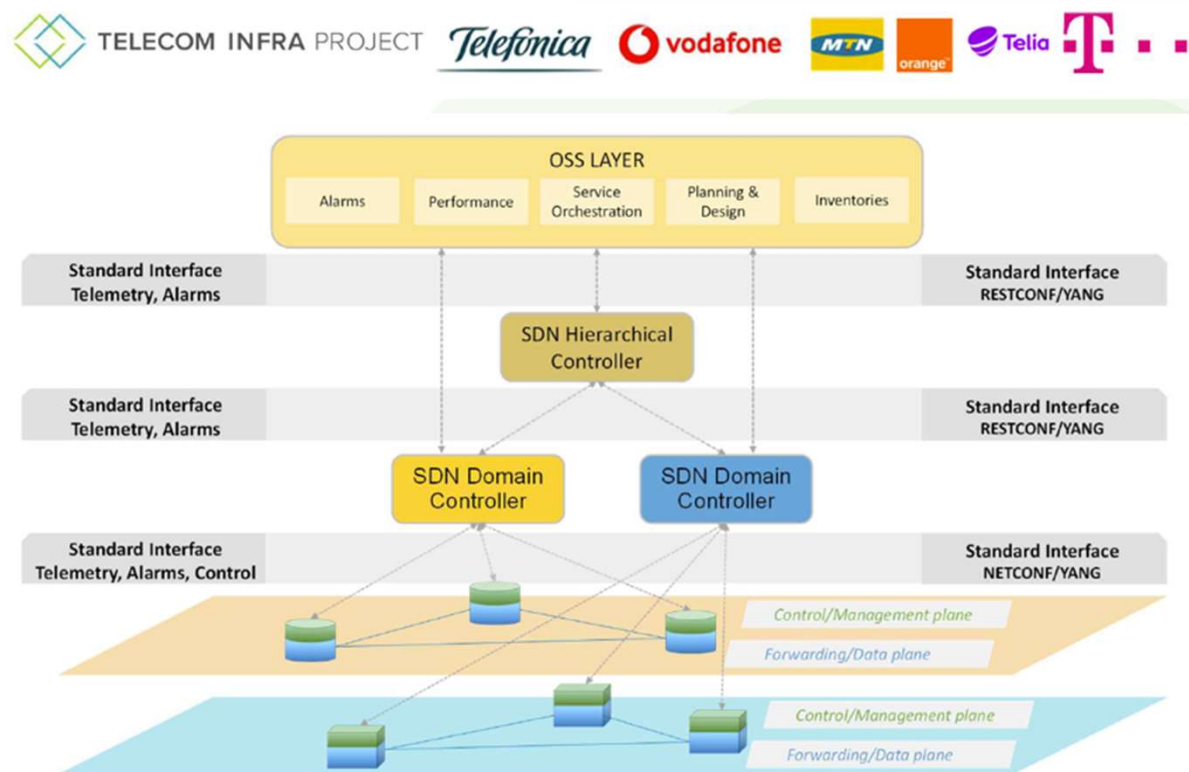 TELECOM INFRA PROJECT
Telefónica
vodafone
MTN
orange™
Telia
T
OSS LAYER
Alarms
Performance
Service
Orchestration
Planning &
Design
Inventories
Standard Interface
Telemetry, Alarms
Standard Interface
RESTCONF/YANG
SDN Hierarchical
Controller
Standard Interface
Telemetry, Alarms
Standard Interface
RESTCONF/YANG
SDN Domain
Controller
SDN Domain
Controller
Standard Interface
Telemetry, Alarms, Control
Standard Interface
NETCONF/YANG
Control/Management plane
Forwarding/Data plane
Control/Management plane
Forwarding/Data plane